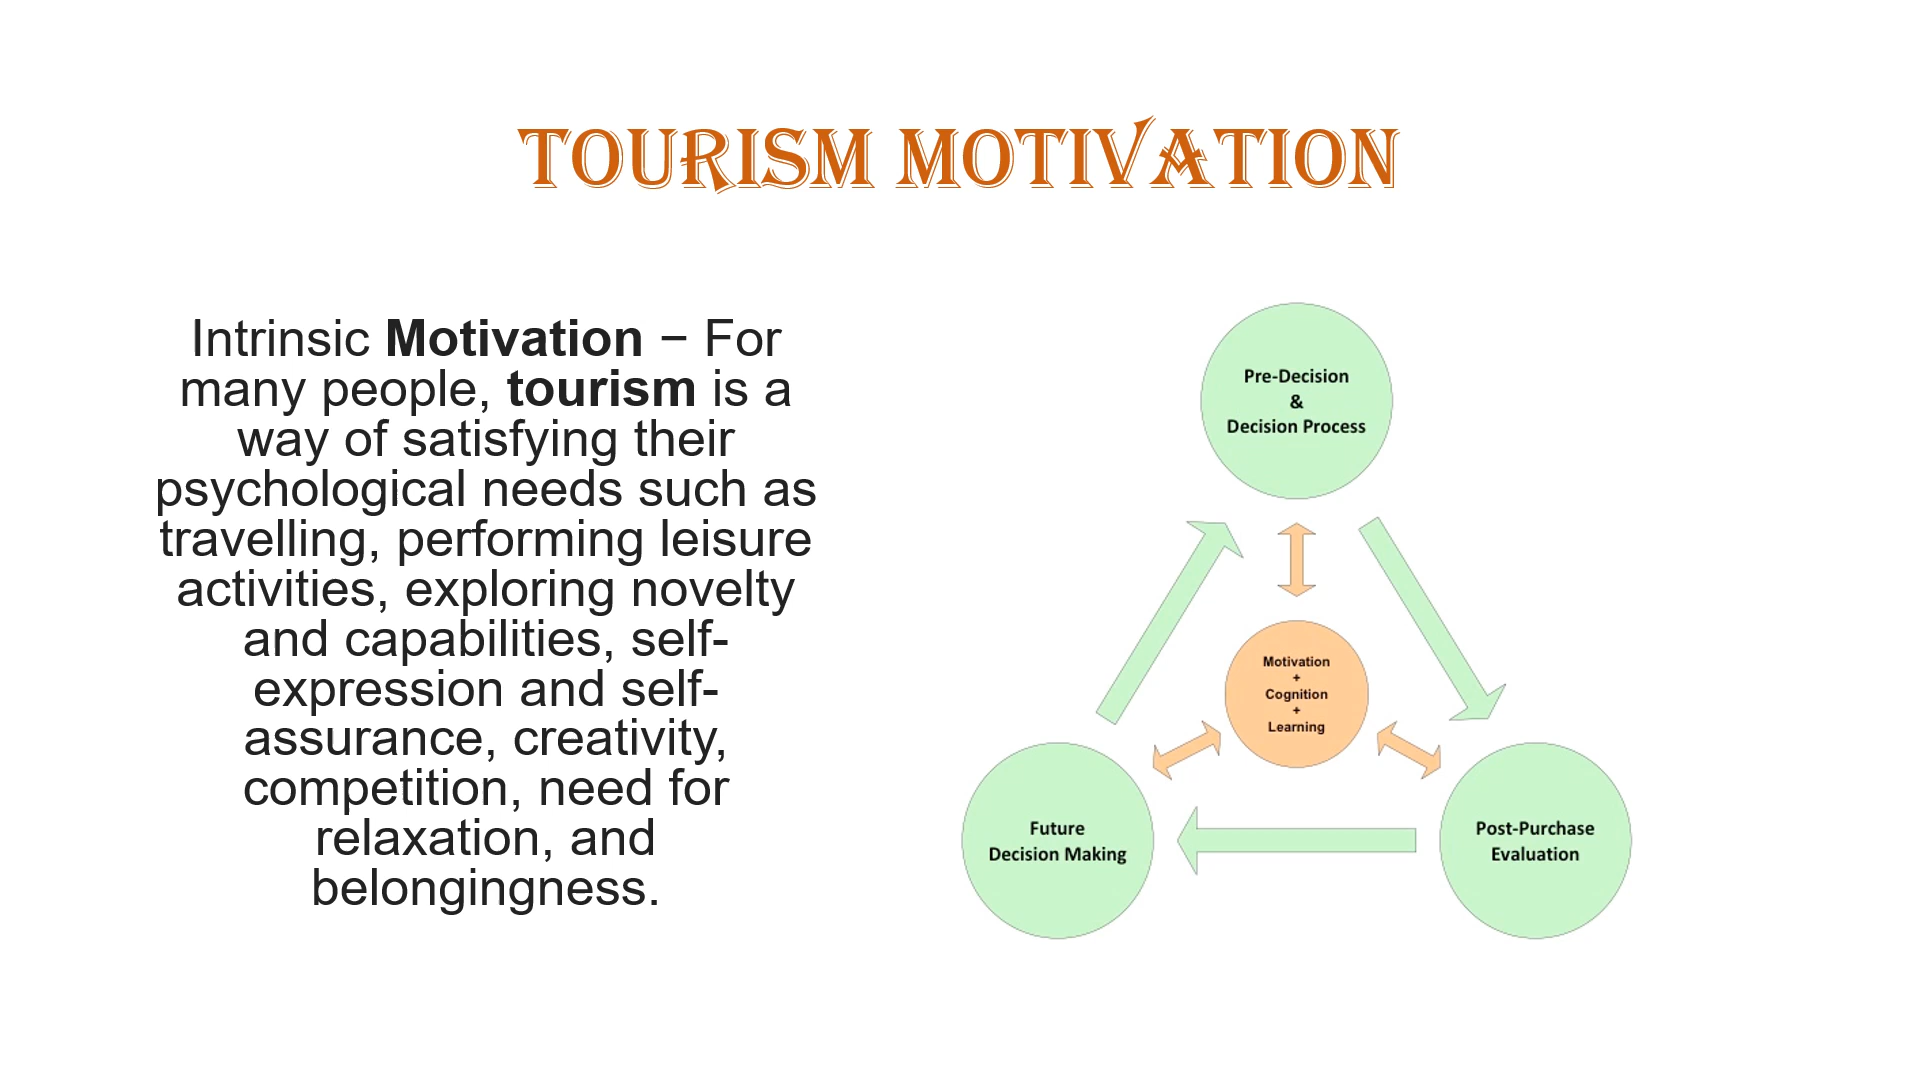 TOURISM MOTIVATION
Intrinsic Motivation − For
many people, tourism is a
way of satisfying their
psychological needs such as
travelling, performing leisure
activities, exploring novelty
and capabilities, self-
expression and self-
assurance, creativity,
competition, need for
relaxation, and
belongingness.
Pre-Decision
&
Decision Process
Motivation
+
Cognition
+
Learning
Future
Decision Making
Post-Purchase
Evaluation